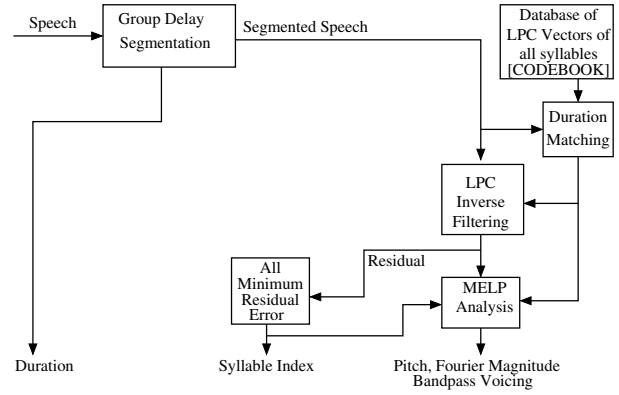 Speech
Group Delay
Segmentation
Segmented Speech
Database of
LPC Vectors of
all syllables
[CODEBOOK]
Duration
Matching
LPC
Inverse
Filtering
Residual
All
Minimum
Residual
Error
MELP
Analysis
Duration
Syllable Index
Pitch, Fourier Magnitude
Bandpass Voicing